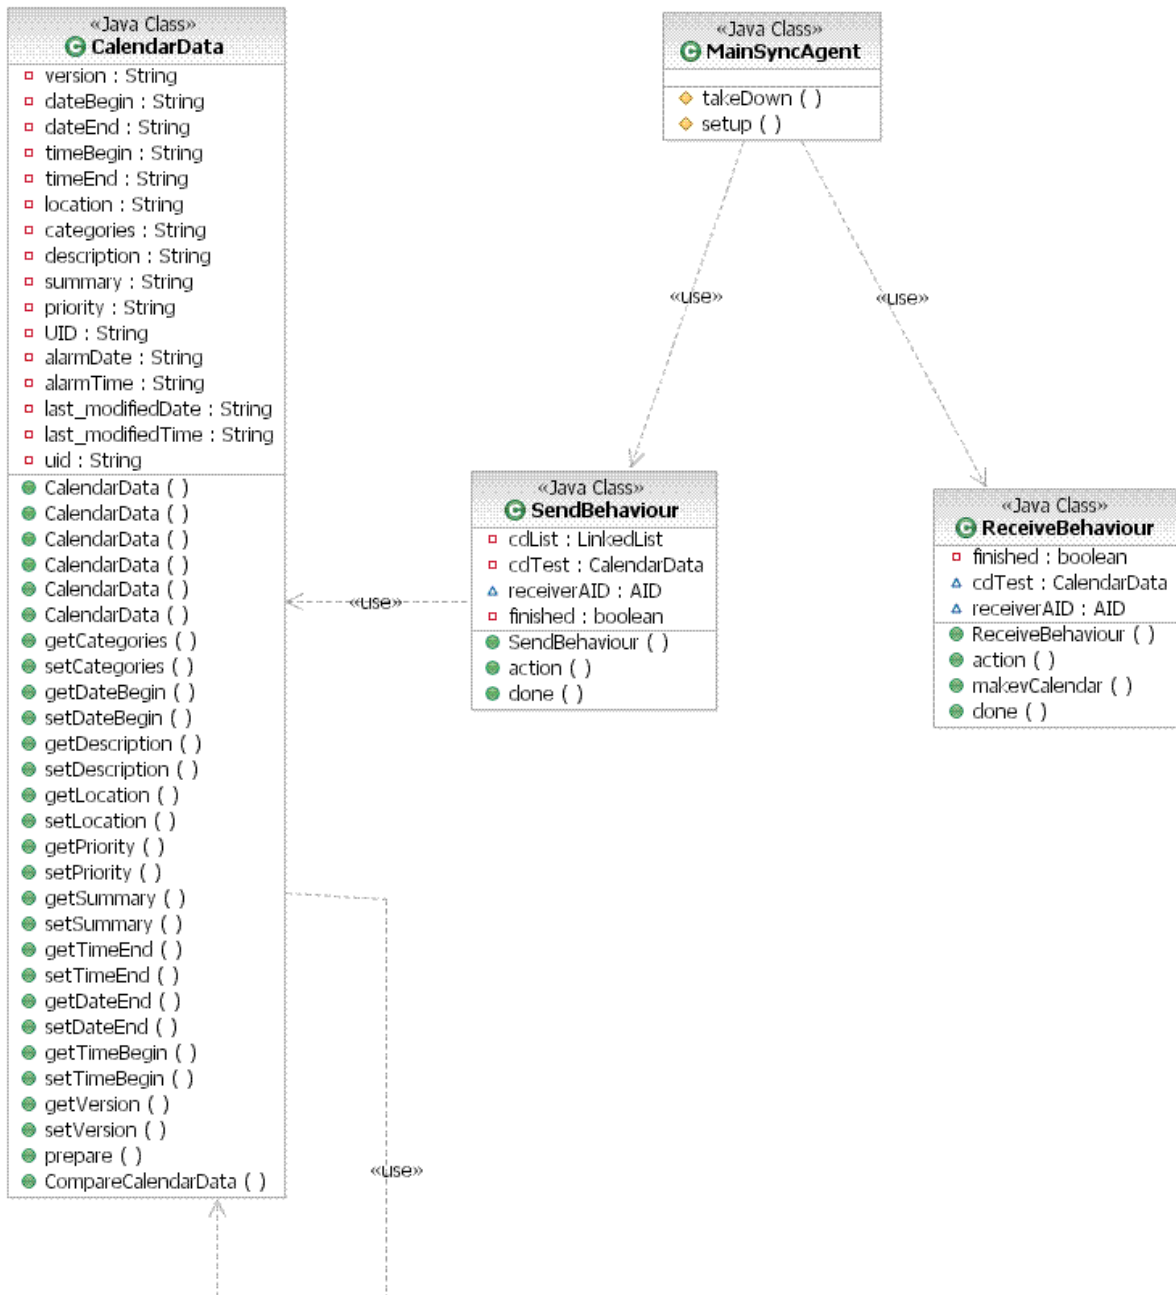 «Java Class»
CalendarData
version : String
dateBegin : String
dateEnd : String
timeBegin : String
timeEnd : String
location : String
categories : String
description : String
summary : String
priority : String
UID : String
alarmDate : String
alarmTime : String
last_modifiedDate : String
last_modifiedTime : String
uid : String
CalendarData ( )
CalendarData ( )
CalendarData ( )
CalendarData ( )
CalendarData ( )
CalendarData ( )
getCategories ( )
setCategories ( )
getDateBegin ( )
setDateBegin ( )
getDescription ( )
setDescription ( )
getLocation ( )
setLocation ( )
getPriority ( )
setPriority ( )
getSummary ( )
setSummary ( )
getTimeEnd ( )
setTimeEnd ( )
getDateEnd ( )
setDateEnd ( )
getTimeBegin ( )
setTimeBegin ( )
getVersion ( )
setVersion ( )
prepare ( )
CompareCalendarData ( )
«Java Class»
MainSyncAgent
takeDown ( )
setup ( )
«use»
«use»
«Java Class»
SendBehaviour
cdList : LinkedList
cdTest : CalendarData
receiverAID : AID
finished : boolean
SendBehaviour ( )
action ( )
done ( )
«use»
«Java Class»
ReceiveBehaviour
finished : boolean
cdTest : CalendarData
receiverAID : AID
ReceiveBehaviour ( )
action ( )
makevCalendar ( )
done ( )
«use»